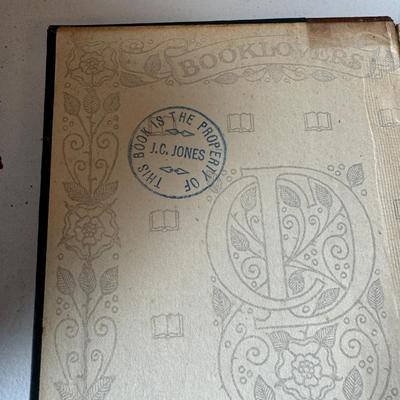 BOOKLOVERS
THIS BOOK IS THE PROPERTY OF
J.C. JONES